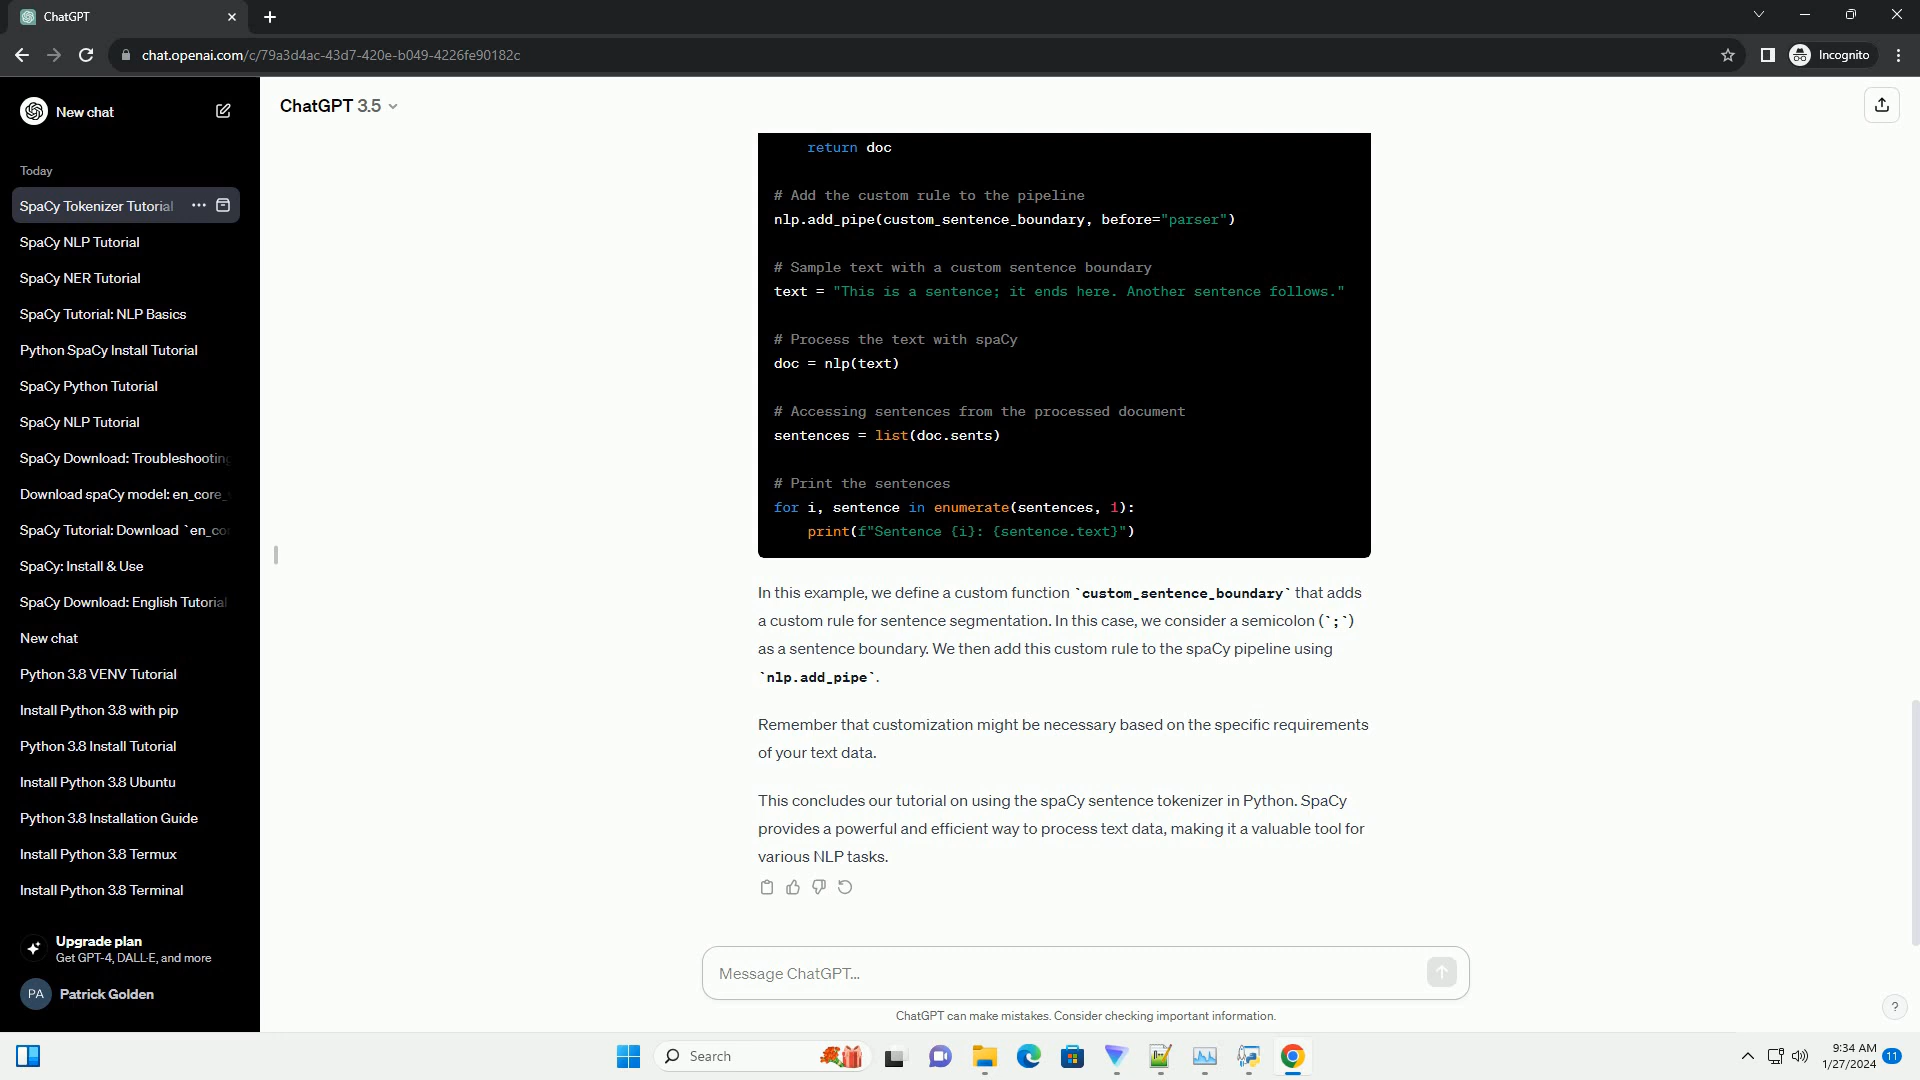 ChatGPT
chat.openai.com/c/79a3d4ac-43d7-420e-b049-4226fe90182c
Incognito
New chat
ChatGPT 3.5
Today
SpaCy Tokenizer Tutorial
SpaCy NLP Tutorial
SpaCy NER Tutorial
SpaCy Tutorial: NLP Basics
Python SpaCy Install Tutorial
SpaCy Python Tutorial
SpaCy NLP Tutorial
SpaCy Download: Troubleshooting
Download spaCy model: en_core_
SpaCy Tutorial: Download `en_co
SpaCy: Install & Use
SpaCy Download: English Tutorial
New chat
Python 3.8 VENV Tutorial
Install Python 3.8 with pip
Python 3.8 Install Tutorial
Install Python 3.8 Ubuntu
Python 3.8 Installation Guide
Install Python 3.8 Termux
Install Python 3.8 Terminal
Upgrade plan
Get GPT-4, DALL·E, and more
PA Patrick Golden
return doc
# Add the custom rule to the pipeline
nlp.add_pipe(custom_sentence_boundary, before="parser")
# Sample text with a custom sentence boundary
text = "This is a sentence; it ends here. Another sentence follows."
# Process the text with spaCy
doc = nlp(text)
# Accessing sentences from the processed document
sentences = list(doc.sents)
# Print the sentences
for i, sentence in enumerate(sentences, 1):
print(f"Sentence {i}: {sentence.text}")
In this example, we define a custom function `custom_sentence_boundary` that adds
a custom rule for sentence segmentation. In this case, we consider a semicolon (`;`)
as a sentence boundary. We then add this custom rule to the spaCy pipeline using
`nlp.add_pipe`.
Remember that customization might be necessary based on the specific requirements
of your text data.
This concludes our tutorial on using the spaCy sentence tokenizer in Python. SpaCy
provides a powerful and efficient way to process text data, making it a valuable tool for
various NLP tasks.
Message ChatGPT...
ChatGPT can make mistakes. Consider checking important information.
?
Search
9:34 AM
1/27/2024
11